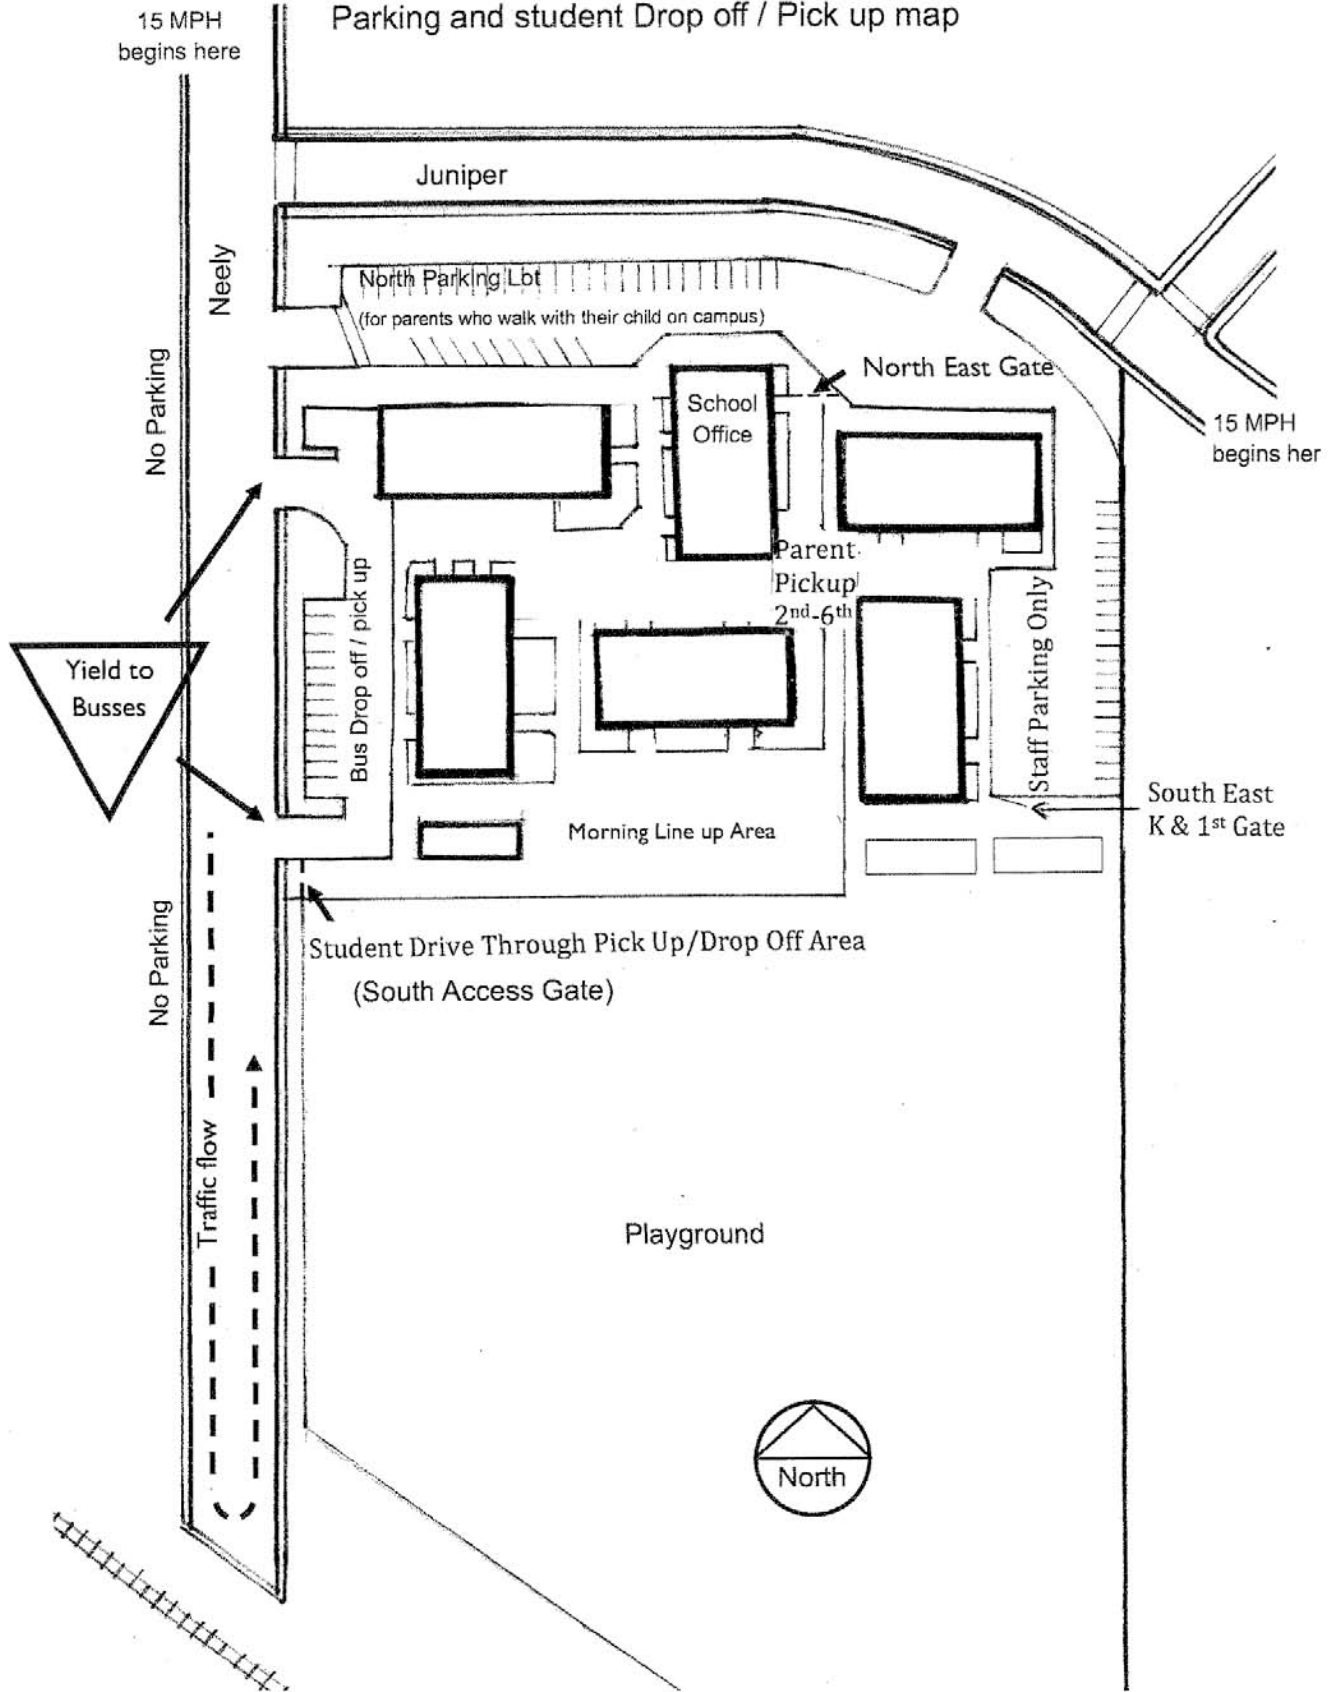 Parking and student Drop off / Pick up map
15 MPH
begins here
Juniper
Neely
North Parking Lot
(for parents who walk with their child on campus)
No Parking
North East Gate
School
Office
15 MPH
begins her
Parent
Pickup
2nd-6th
Bus Drop off / pick up
Staff Parking Only
Yield to
Busses
South East
K & 1st Gate
Morning Line up Area
No Parking
Student Drive Through Pick Up/Drop Off Area
(South Access Gate)
Traffic flow
Playground
North